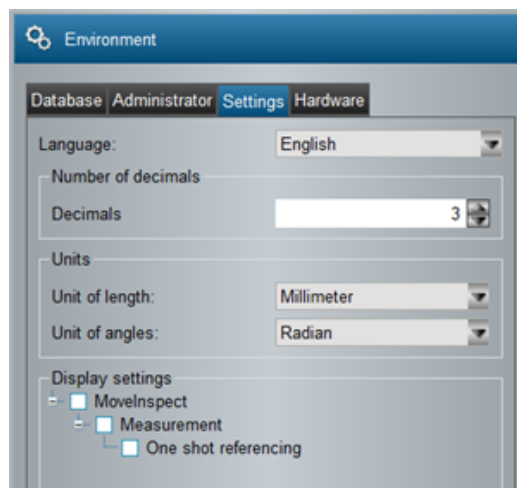 Environment
Database Administrator Settings Hardware
Language: English
Number of decimals
Decimals 3
Units
Unit of length: Millimeter
Unit of angles: Radian
Display settings
MoveInspect
Measurement
One shot referencing